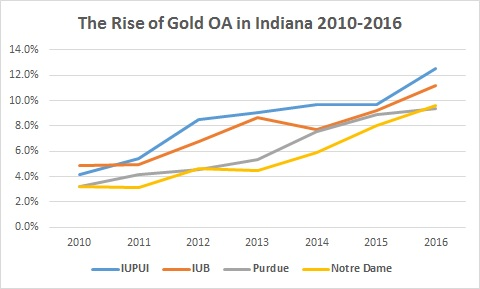 The Rise of Gold OA in Indiana 2010-2016
14.0%
12.0%
10.0%
8.0%
6.0%
4.0%
2.0%
0.0%
2010 2011 2012 2013 2014 2015 2016
IUPUI IUB Purdue Notre Dame